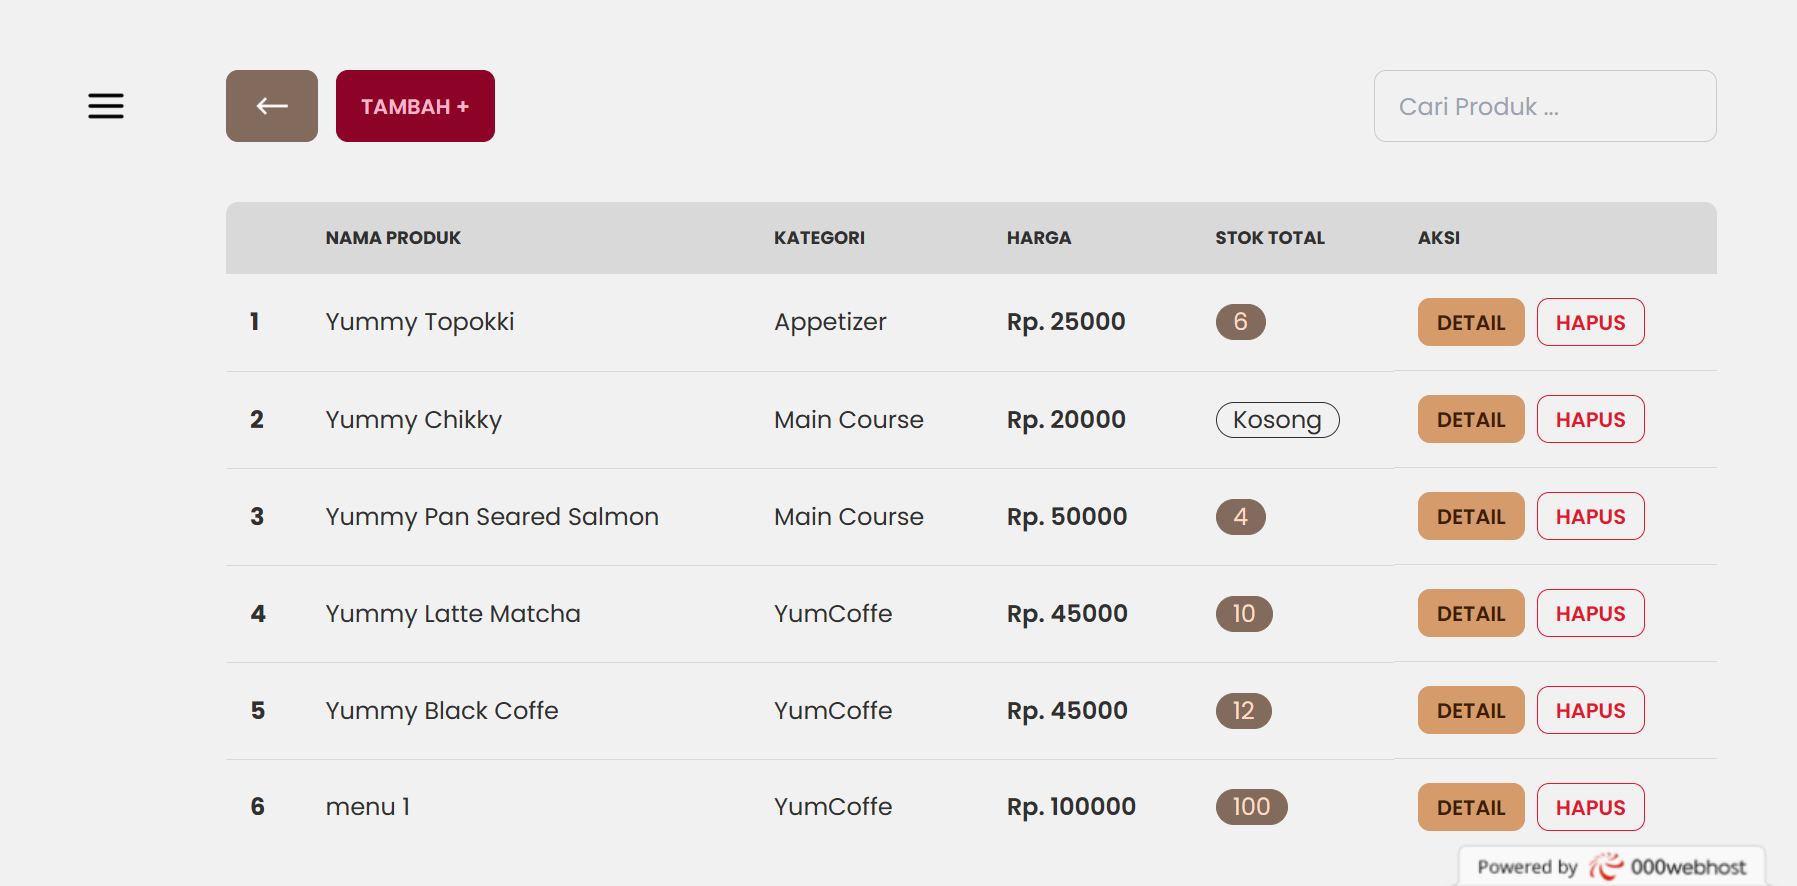 TAMBAH +
Cari Produk ...
NAMA PRODUK KATEGORI HARGA STOK TOTAL AKSI
1 Yummy Topokki Appetizer Rp. 25000 6 DETAIL HAPUS
2 Yummy Chikky Main Course Rp. 20000 Kosong DETAIL HAPUS
3 Yummy Pan Seared Salmon Main Course Rp. 50000 4 DETAIL HAPUS
4 Yummy Latte Matcha YumCoffe Rp. 45000 10 DETAIL HAPUS
5 Yummy Black Coffe YumCoffe Rp. 45000 12 DETAIL HAPUS
6 menu 1 YumCoffe Rp. 100000 100 DETAIL HAPUS
Powered by 000webhost